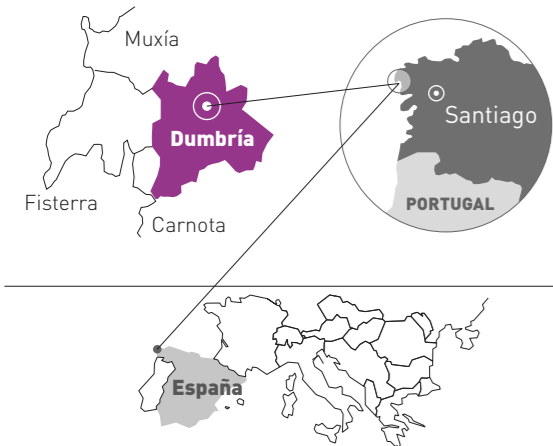 Muxía
Dumbría
Santiago
Fisterra
PORTUGAL
Carnota
España